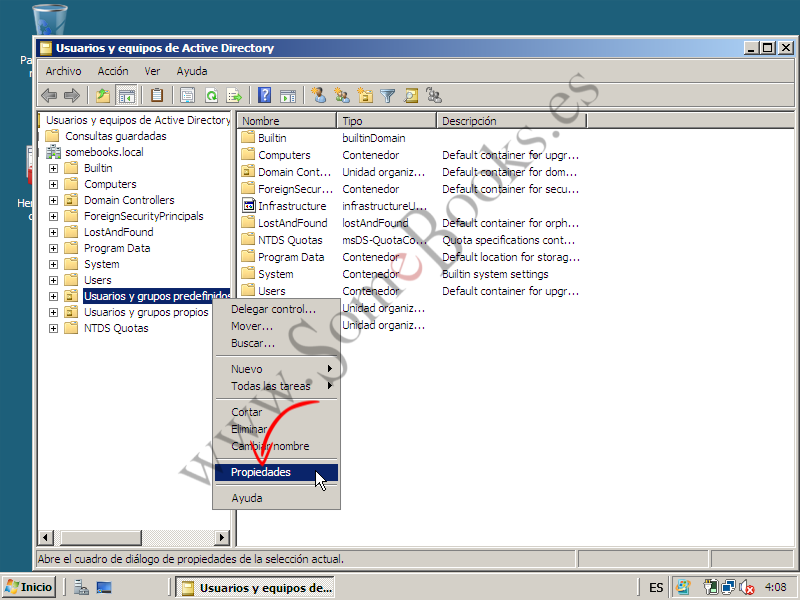 Usuarios y equipos de Active Directory
Archivo Acción Ver Ayuda
Usuarios y equipos de Active Directory
Consultas guardadas
somebooks.local
Builtin
Computers
Domain Controllers
ForeignSecurityPrincipals
LostAndFound
Program Data
System
Users
Usuarios y grupos predefinidos
Usuarios y grupos propios
NTDS Quotas
Nombre Tipo Descripción
Builtin builtinDomain
Computers Contenedor Default container for upgr...
Domain Cont... Unidad organiz... Default container for dom...
ForeignSecur... Contenedor Default container for secu...
Infrastructure infrastructureU...
LostAndFound lostAndFound Default container for orph...
NTDS Quotas msDS-QuotaCo... Quota specifications cont...
Program Data Contenedor Default location for storag...
System Contenedor Builtin system settings
Users Contenedor Default container for upgr...
Unidad organiz...
Unidad organiz...
Delegar control...
Mover...
Buscar...
Nuevo
Todas las tareas
Cortar
Eliminar
Cambiar nombre
Propiedades
Ayuda
Abre el cuadro de diálogo de propiedades de la selección actual.
Inicio
Usuarios y equipos de...
ES
4:08
www.SomeBooks.es